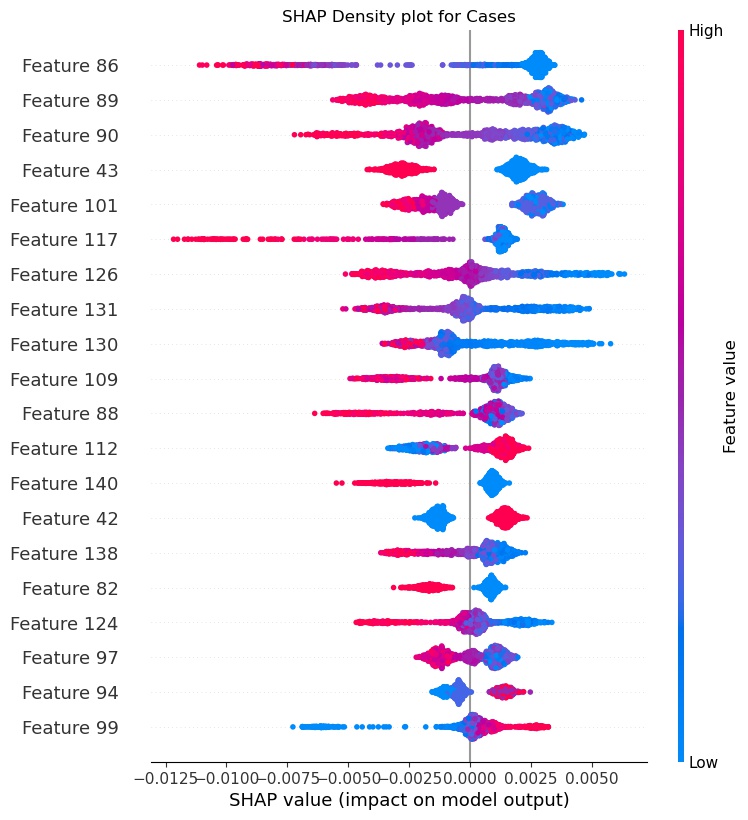 SHAP Density plot for Cases
High
Feature 86
Feature 89
Feature 90
Feature 43
Feature 101
Feature 117
Feature 126
Feature 131
Feature 130
Feature 109
Feature 88
Feature 112
Feature 140
Feature 42
Feature 138
Feature 82
Feature 124
Feature 97
Feature 94
Feature 99
Feature value
Low
−0.0125 −0.0100 −0.0075 −0.0050 −0.0025 0.0000 0.0025 0.0050
SHAP value (impact on model output)